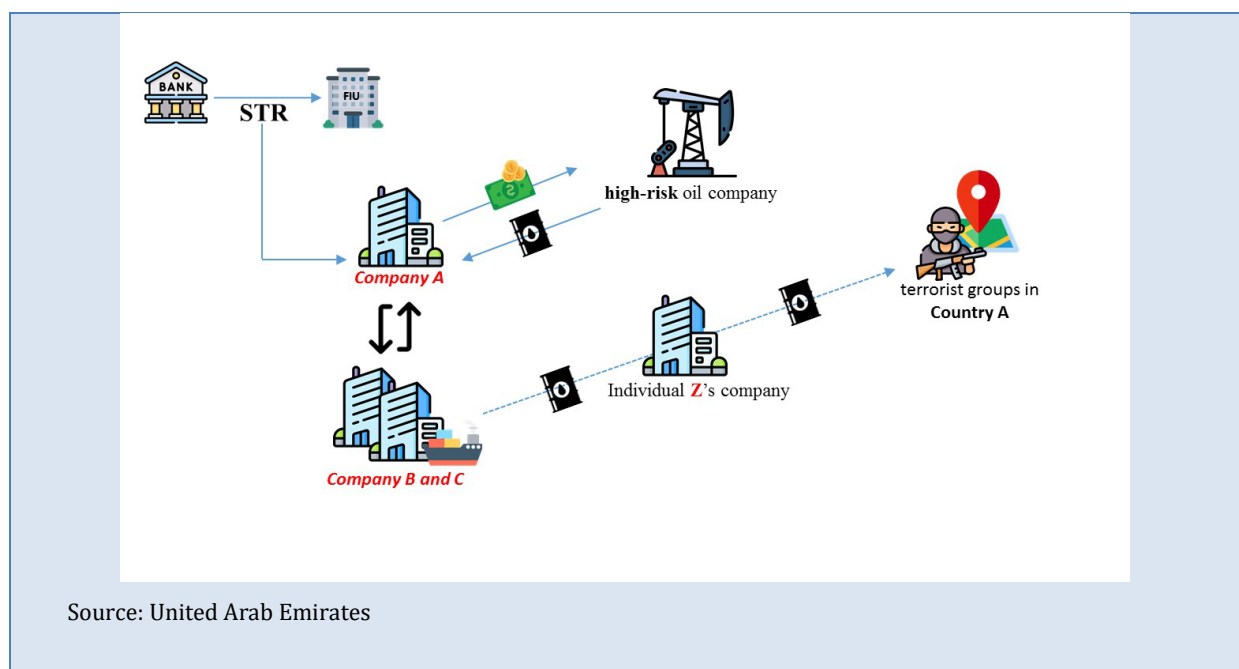 BANK
FIU
STR
high-risk oil company
Company A
terrorist groups in
Country A
Individual Z's company
Company B and C
Source: United Arab Emirates